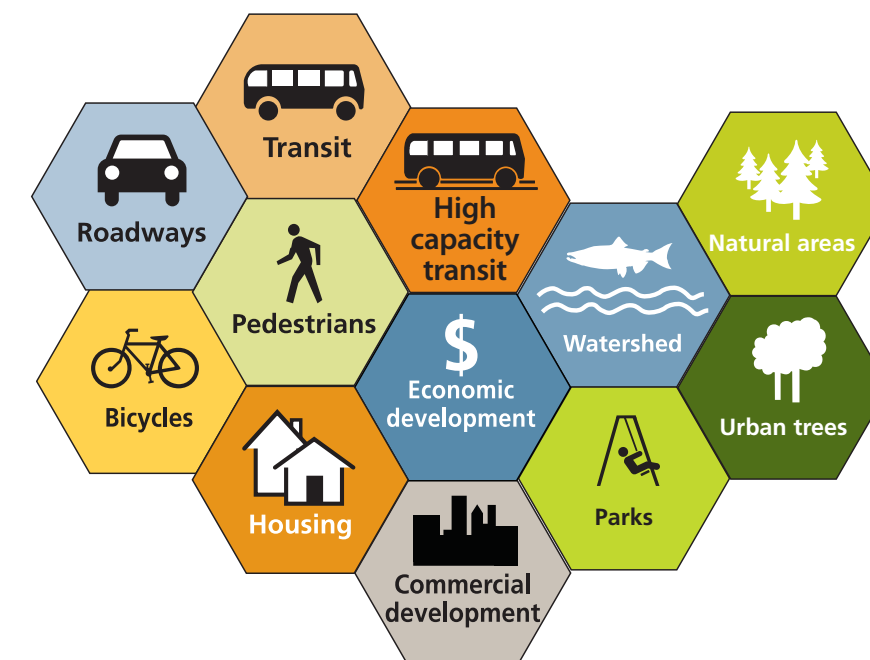 Transit
Roadways
High
capacity
transit
Natural areas
Pedestrians
Watershed
$
Economic
development
Bicycles
Urban trees
Housing
Parks
Commercial
development